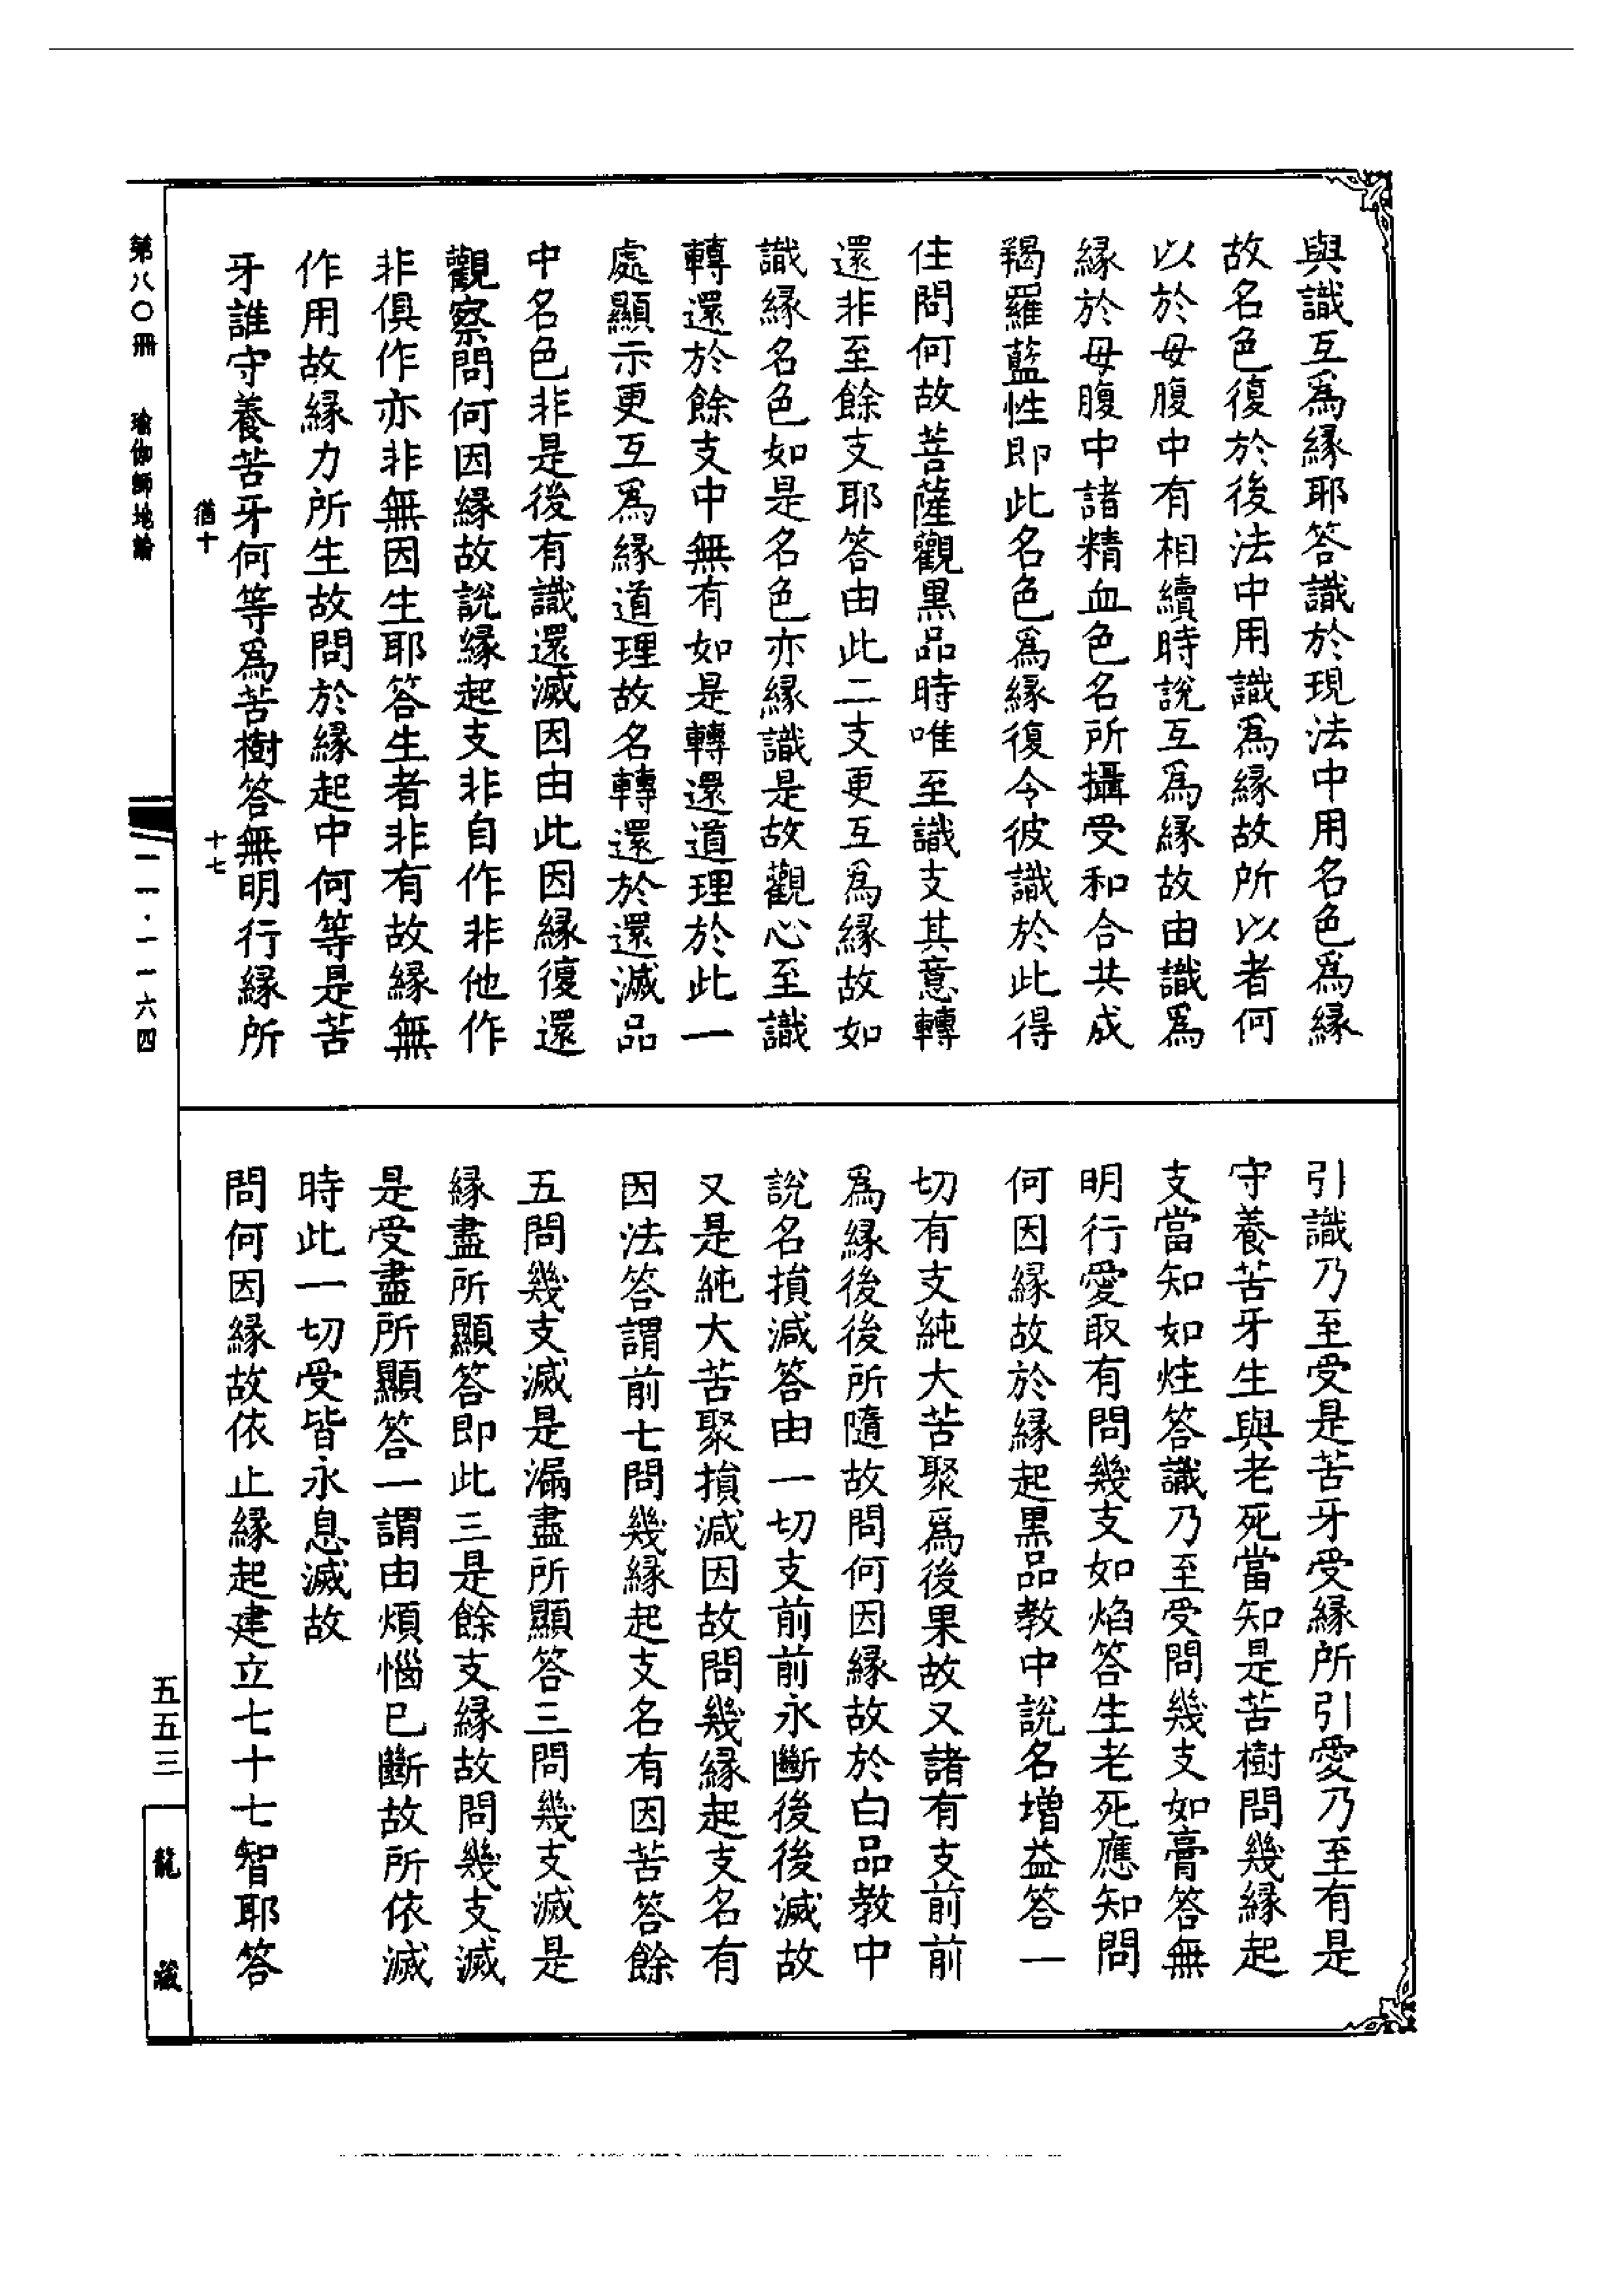 與識互爲緣耶答識於現法中用名色爲緣
故名色復於後法中用識爲緣故所以者何
以於母腹中有相續時說互爲緣故由識爲
緣於母腹中諸精血色名所攝受和合共成
羯羅藍性即此名色爲緣復令彼識於此得
住問何故菩薩觀黑品時唯至識支其意轉
還非至餘支耶答由此二支更互爲緣故如
識緣名色如是名色亦緣識是故觀心至識
轉還於餘支中無有如是轉還道理於此一
處顯示更互爲緣道理故名轉還於還滅品
中名色非是後有識還滅因由此因緣復還
觀察問何因緣故說緣起支非自作非他作
非俱作亦非無因生耶答生者非有故緣無
作用故緣力所生故問於緣起中何等是苦
牙誰守養苦牙何等爲苦樹答無明行緣所
引識乃至受是苦牙受緣所引愛乃至有是
守養苦牙生與老死當知是苦樹問幾緣起
支當知如炷答識乃至受問幾支如膏答無
明行愛取有問幾支如焰答生老死應知問
何因緣故於緣起黑品教中說名增益答一
切有支純大苦聚爲後果故又諸有支前前
爲緣後後所隨故問何因緣故於白品教中
說名損減答由一切支前前永斷後後滅故
又是純大苦聚損減因故問幾緣起支名有
因法答謂前七問幾緣起支名有因苦答餘
五問幾支滅是漏盡所顯答三問幾支滅是
緣盡所顯答即此三是餘支緣故問幾支滅
是受盡所顯答一謂由煩惱已斷故所依滅
時此一切受皆永息滅故
問何因緣故依止緣起建立七十七智耶答
猶十
十七
第八〇冊 瑜伽師地論
一一·一一六四
五五三
龍藏